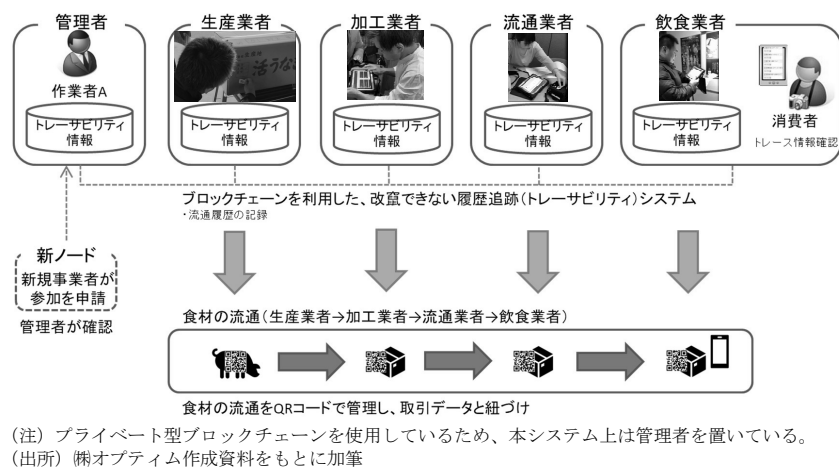 管理者
生産業者
加工業者
流通業者
飲食業者
作業者A
トレーサビリティ
情報
トレーサビリティ
情報
トレーサビリティ
情報
トレーサビリティ
情報
トレーサビリティ
情報
消費者
トレース情報確認
ブロックチェーンを利用した、改竄できない履歴追跡(トレーサビリティ)システム
・流通履歴の記録
新ノード
新規事業者が
参加を申請
管理者が確認
食材の流通(生産業者→加工業者→流通業者→飲食業者)
食材の流通をQRコードで管理し、取引データと紐づけ
(注) プライベート型ブロックチェーンを使用しているため、本システム上は管理者を置いている。
(出所) ㈱オプティム作成資料をもとに加筆